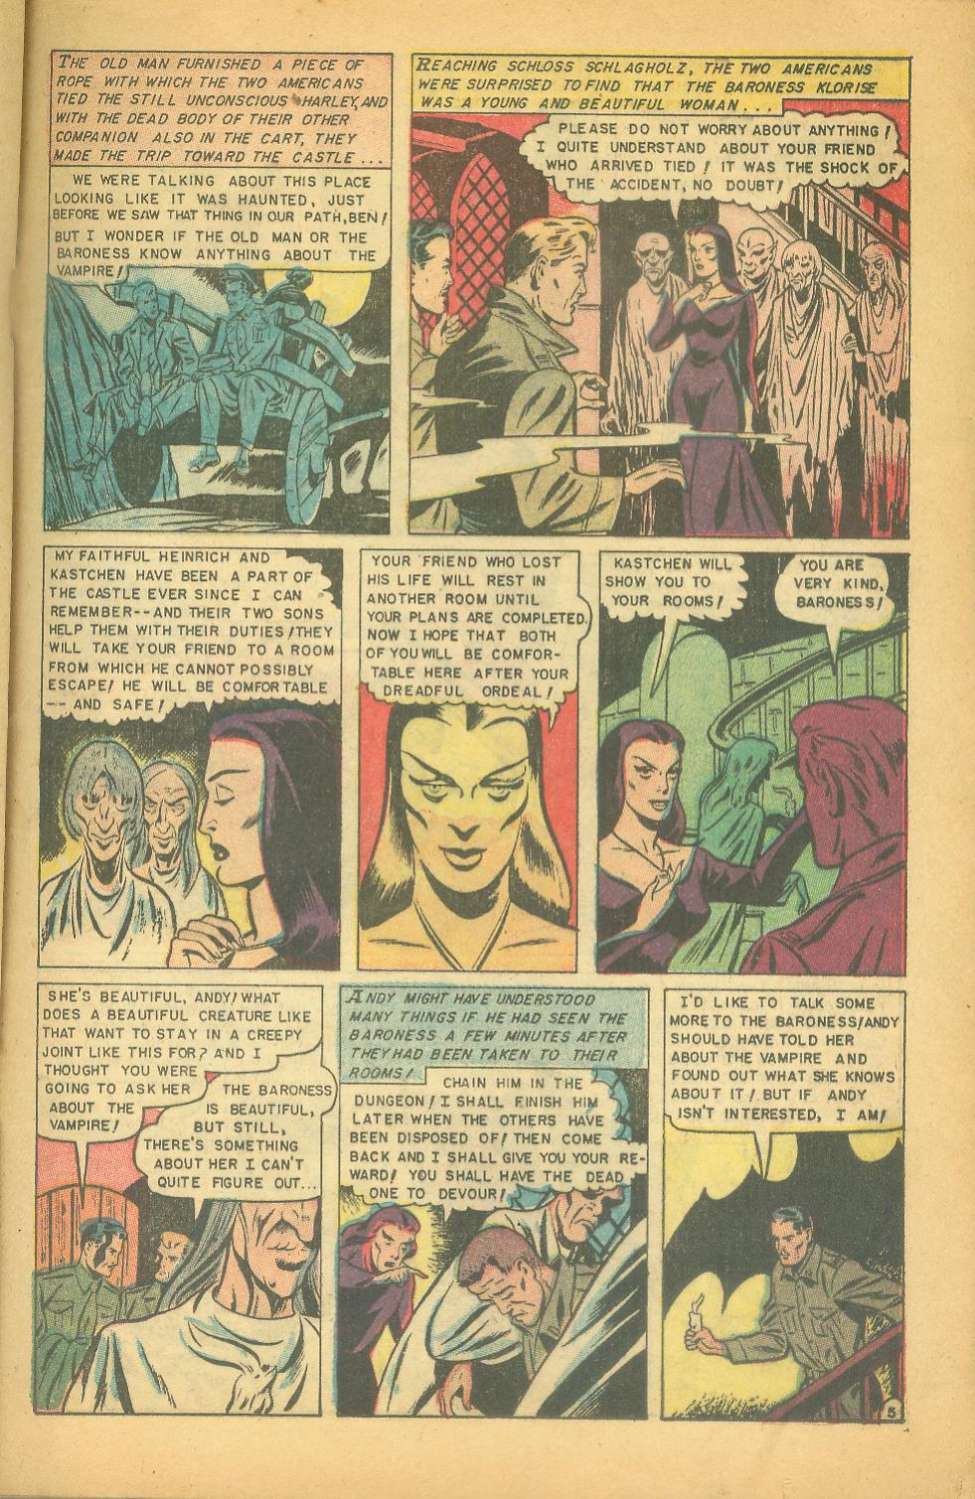 THE OLD MAN FURNISHED A PIECE OF
ROPE WITH WHICH THE TWO AMERICANS
TIED THE STILL UNCONSCIOUS HARLEY, AND
WITH THE DEAD BODY OF THEIR OTHER
COMPANION ALSO IN THE CART, THEY
MADE THE TRIP TOWARD THE CASTLE...
WE WERE TALKING ABOUT THIS PLACE
LOOKING LIKE IT WAS HAUNTED, JUST
BEFORE WE SAW THAT THING IN OUR PATH, BEN!
BUT I WONDER IF THE OLD MAN OR THE
BARONESS KNOW ANYTHING ABOUT THE
VAMPIRE!
REACHING SCHLOSS SCHLAGHOLZ, THE TWO AMERICANS
WERE SURPRISED TO FIND THAT THE BARONESS KLORISE
WAS A YOUNG AND BEAUTIFUL WOMAN...
PLEASE DO NOT WORRY ABOUT ANYTHING!
I QUITE UNDERSTAND ABOUT YOUR FRIEND
WHO ARRIVED TIED! IT WAS THE SHOCK OF
THE ACCIDENT, NO DOUBT!
MY FAITHFUL HEINRICH AND
KASTCHEN HAVE BEEN A PART OF
THE CASTLE EVER SINCE I CAN
REMEMBER--AND THEIR TWO SONS
HELP THEM WITH THEIR DUTIES! THEY
WILL TAKE YOUR FRIEND TO A ROOM
FROM WHICH HE CANNOT POSSIBLY
ESCAPE! HE WILL BE COMFORTABLE
-- AND SAFE!
YOUR FRIEND WHO LOST
HIS LIFE WILL REST IN
ANOTHER ROOM UNTIL
YOUR PLANS ARE COMPLETED.
NOW I HOPE THAT BOTH
OF YOU WILL BE COMFOR-
TABLE HERE AFTER YOUR
DREADFUL ORDEAL!
KASTCHEN WILL
SHOW YOU TO
YOUR ROOMS!
YOU ARE
VERY KIND,
BARONESS!
SHE'S BEAUTIFUL, ANDY! WHAT
DOES A BEAUTIFUL CREATURE LIKE
THAT WANT TO STAY IN A CREEPY
JOINT LIKE THIS FOR? AND I
THOUGHT YOU WERE
GOING TO ASK HER
ABOUT THE
VAMPIRE!
THE BARONESS
IS BEAUTIFUL,
BUT STILL,
THERE'S SOMETHING
ABOUT HER I CAN'T
QUITE FIGURE OUT...
ANDY MIGHT HAVE UNDERSTOOD
MANY THINGS IF HE HAD SEEN THE
BARONESS A FEW MINUTES AFTER
THEY HAD BEEN TAKEN TO THEIR
ROOMS!
CHAIN HIM IN THE
DUNGEON! I SHALL FINISH HIM
LATER WHEN THE OTHERS HAVE
BEEN DISPOSED OF! THEN COME
BACK AND I SHALL GIVE YOU YOUR RE-
WARD! YOU SHALL HAVE THE DEAD
ONE TO DEVOUR!
I'D LIKE TO TALK SOME
MORE TO THE BARONESS! ANDY
SHOULD HAVE TOLD HER
ABOUT THE VAMPIRE AND
FOUND OUT WHAT SHE KNOWS
ABOUT IT! BUT IF ANDY
ISN'T INTERESTED, I AM!
5